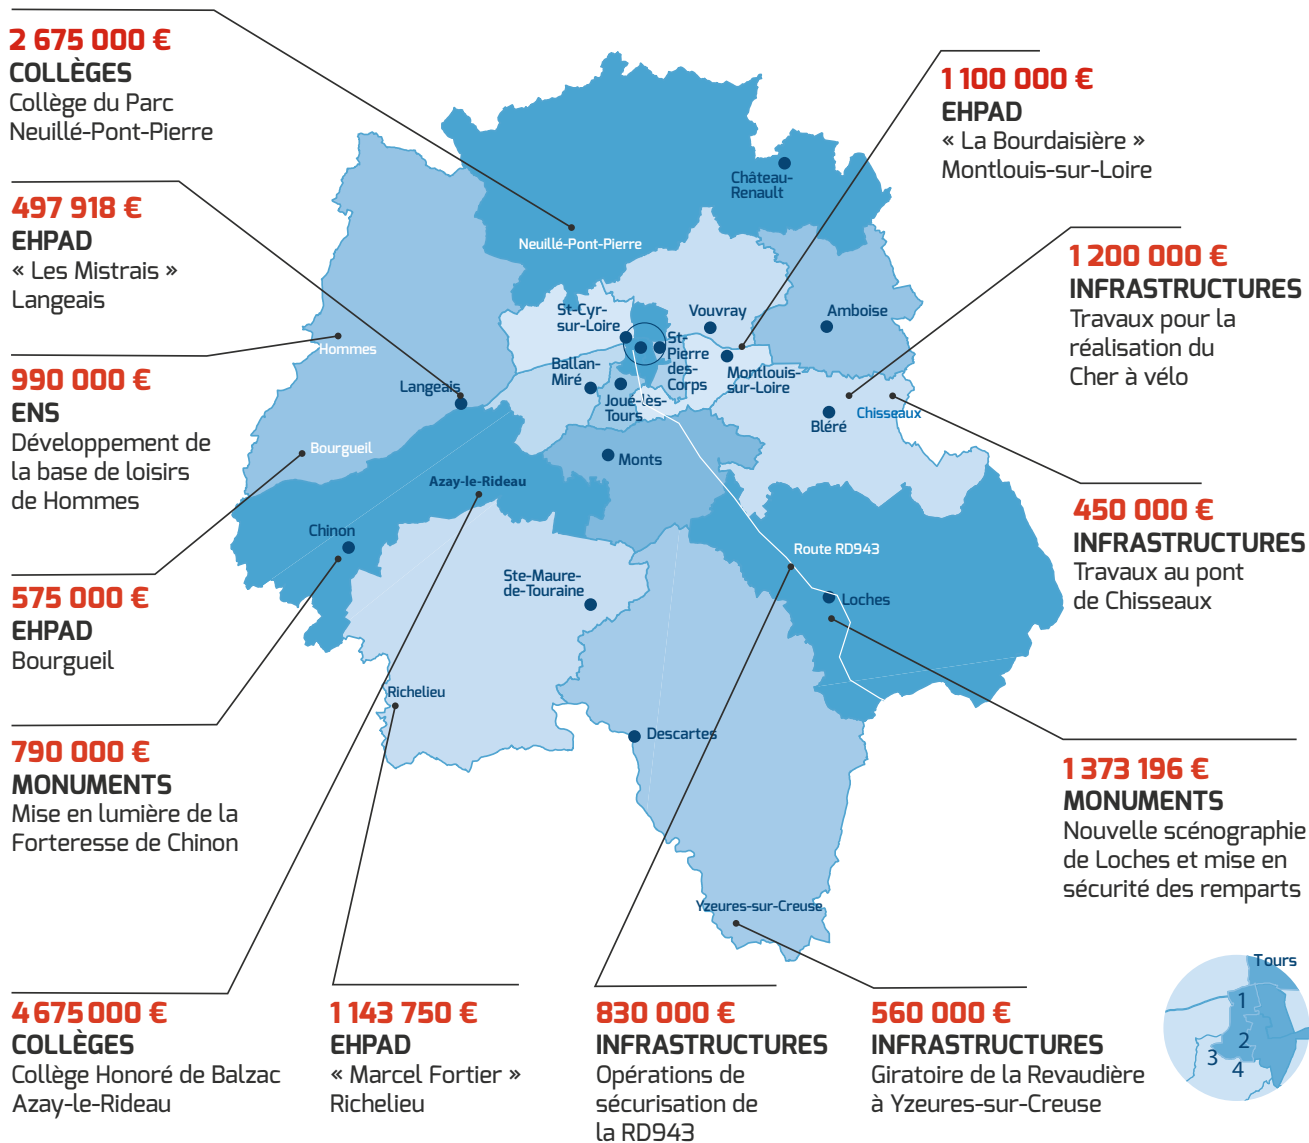 2 675 000 €
COLLÈGES
Collège du Parc
Neuillé-Pont-Pierre
497 918 €
EHPAD
« Les Mistrais »
Langeais
990 000 €
ENS
Développement de
la base de loisirs
de Hommes
575 000 €
EHPAD
Bourgueil
790 000 €
MONUMENTS
Mise en lumière de la
Forteresse de Chinon
4 675 000 €
COLLÈGES
Collège Honoré de Balzac
Azay-le-Rideau
1 143 750 €
EHPAD
« Marcel Fortier »
Richelieu
830 000 €
INFRASTRUCTURES
Opérations de
sécurisation de
la RD943
560 000 €
INFRASTRUCTURES
Giratoire de la Revaudière
à Yzeures-sur-Creuse
1 100 000 €
EHPAD
« La Bourdaisière »
Montlouis-sur-Loire
1 200 000 €
INFRASTRUCTURES
Travaux pour la
réalisation du
Cher à vélo
450 000 €
INFRASTRUCTURES
Travaux au pont
de Chisseaux
1 373 196 €
MONUMENTS
Nouvelle scénographie
de Loches et mise en
sécurité des remparts
Château-
Renault
Neuillé-Pont-Pierre
St-Cyr-
sur-Loire
Vouvray
Amboise
St-
Pierre
des-
Corps
Hommes
Ballan-
Miré
Montlouis-
sur-Loire
Langeais
Joué-lès-
Tours
Chisseaux
Bléré
Bourgueil
Monts
Azay-le-Rideau
Chinon
Route RD943
Ste-Maure-
de-Touraine
Loches
Richelieu
Descartes
Yzeures-sur-Creuse
Tours
1
2
3
4